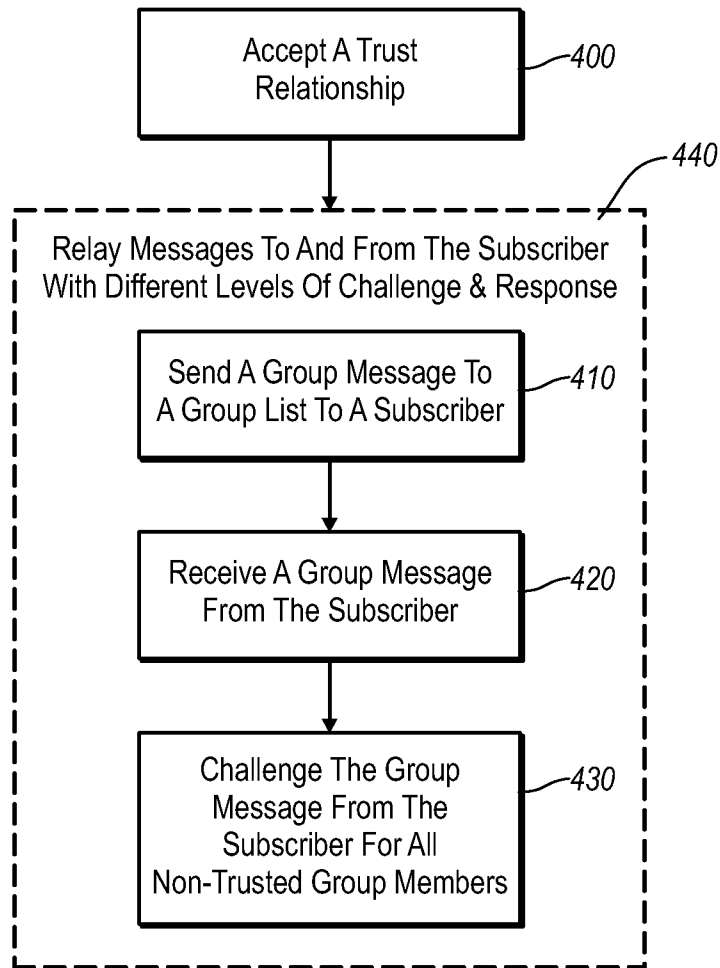 Accept A Trust
Relationship
400
440
Relay Messages To And From The Subscriber
With Different Levels Of Challenge & Response
Send A Group Message To
A Group List To A Subscriber
410
Receive A Group Message
From The Subscriber
420
Challenge The Group
Message From The
Subscriber For All
Non-Trusted Group Members
430